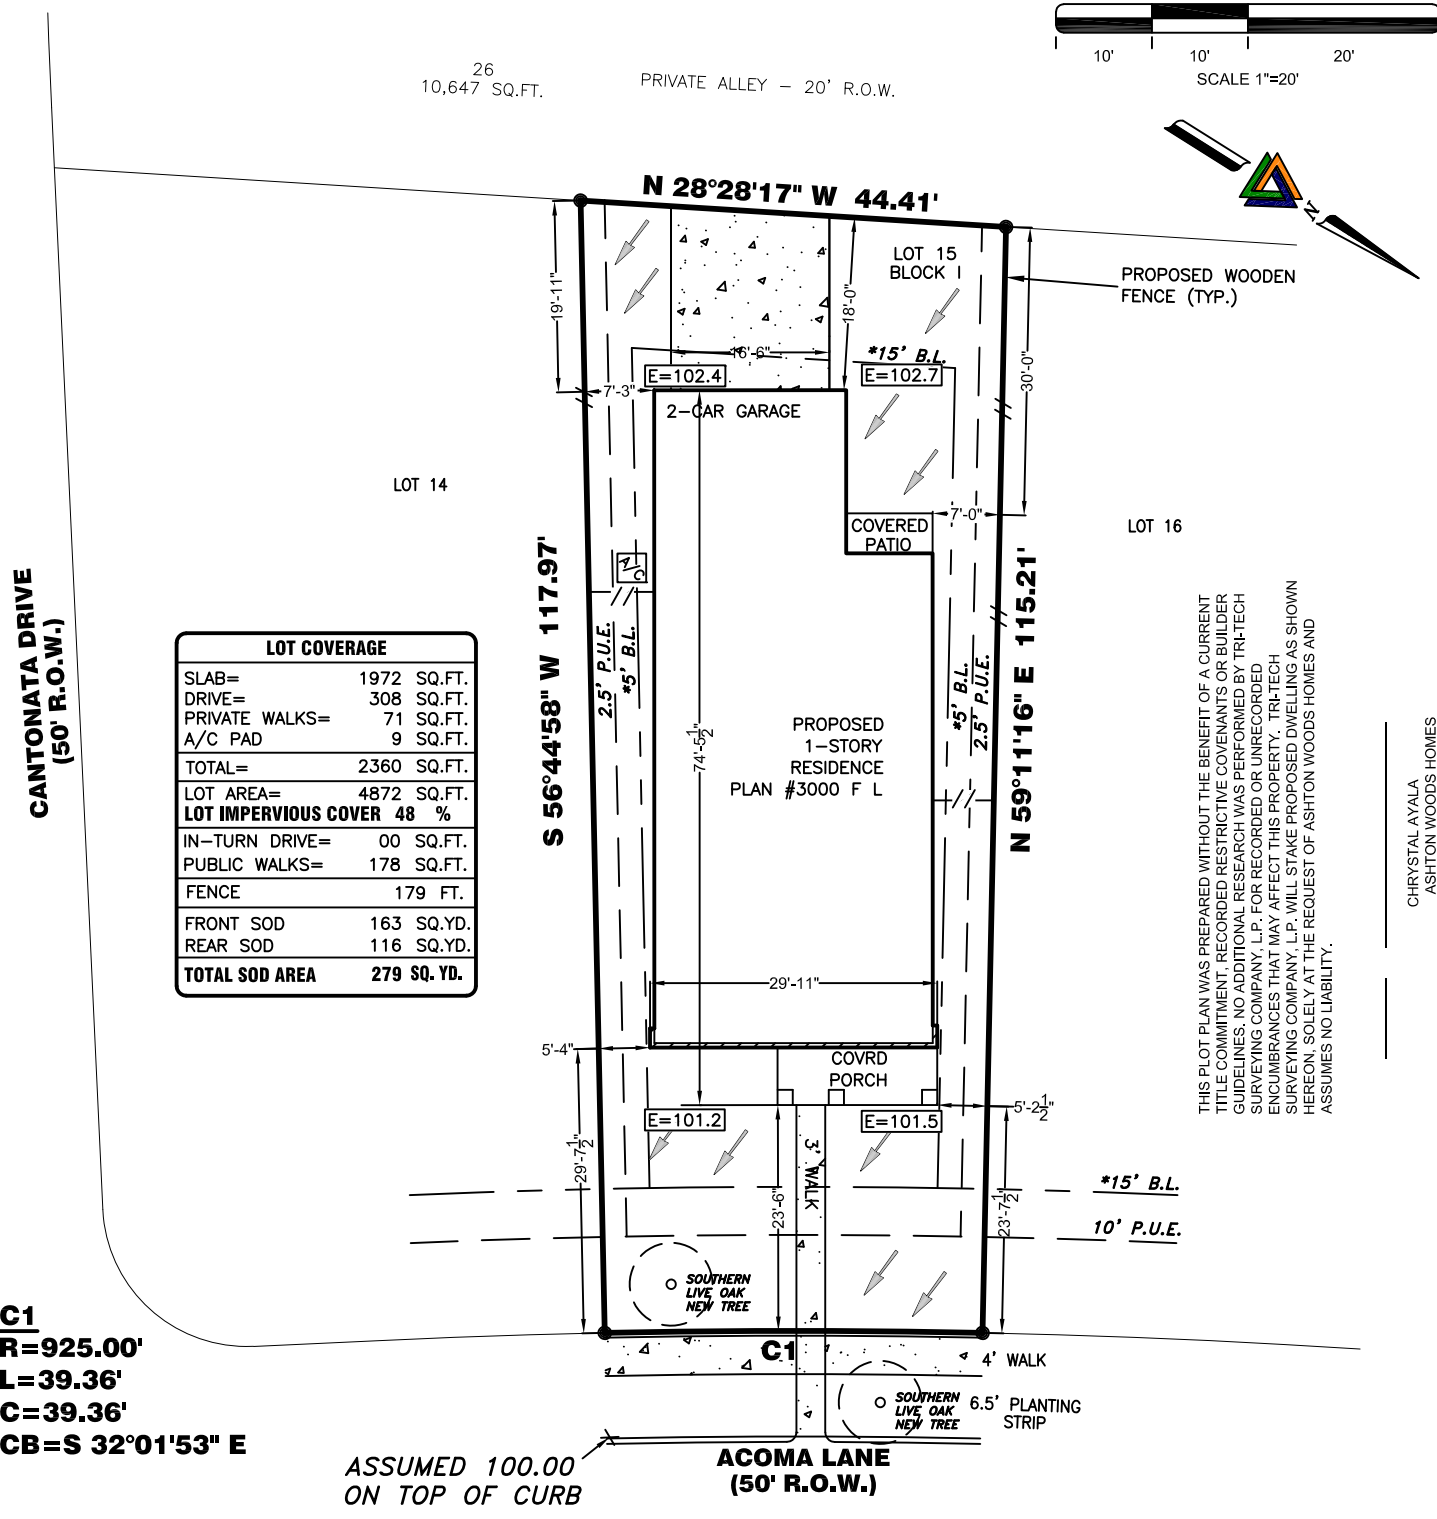 10'
10'
20'
SCALE 1"=20'
26
10,647 SQ.FT.
PRIVATE ALLEY - 20' R.O.W.
N
N 28°28'17" W 44.41'
LOT 15
BLOCK I
PROPOSED WOODEN
FENCE (TYP.)
19'-11"
18'-0"
30'-0"
16'-6"
*15' B.L.
E=102.4
E=102.7
7'-3"
2-CAR GARAGE
LOT 14
COVERED
PATIO
7'-0"
LOT 16
A/C
CANTONATA DRIVE
(50' R.O.W.)
S 56°44'58" W 117.97'
2.5' P.U.E.
*5' B.L.
N 59°11'16" E 115.21'
*5' B.L.
2.5' P.U.E.
LOT COVERAGE
SLAB= 1972 SQ.FT.
DRIVE= 308 SQ.FT.
PRIVATE WALKS= 71 SQ.FT.
A/C PAD 9 SQ.FT.
TOTAL= 2360 SQ.FT.
LOT AREA= 4872 SQ.FT.
LOT IMPERVIOUS COVER 48 %
IN-TURN DRIVE= 00 SQ.FT.
PUBLIC WALKS= 178 SQ.FT.
FENCE 179 FT.
FRONT SOD 163 SQ.YD.
REAR SOD 116 SQ.YD.
TOTAL SOD AREA 279 SQ. YD.
74'-5½"
PROPOSED
1-STORY
RESIDENCE
PLAN #3000 F L
29'-11"
THIS PLOT PLAN WAS PREPARED WITHOUT THE BENEFIT OF A CURRENT
TITLE COMMITMENT, RECORDED RESTRICTIVE COVENANTS OR BUILDER
GUIDELINES. NO ADDITIONAL RESEARCH WAS PERFORMED BY TRI-TECH
SURVEYING COMPANY, L.P. FOR RECORDED OR UNRECORDED
ENCUMBRANCES THAT MAY AFFECT THIS PROPERTY. TRI-TECH
SURVEYING COMPANY, L.P. WILL STAKE PROPOSED DWELLING AS SHOWN
HEREON, SOLELY AT THE REQUEST OF ASHTON WOODS HOMES AND
ASSUMES NO LIABILITY.
CHRYSTAL AYALA
ASHTON WOODS HOMES
5'-4"
COVRD
PORCH
E=101.2
E=101.5
5'-2½"
29'-7½"
3' WALK
23'-6"
23'-7½"
*15' B.L.
10' P.U.E.
SOUTHERN
LIVE OAK
NEW TREE
C1
R=925.00'
L=39.36'
C=39.36'
CB=S 32°01'53" E
C1
4' WALK
SOUTHERN
LIVE OAK
NEW TREE
6.5' PLANTING
STRIP
ACOMA LANE
(50' R.O.W.)
ASSUMED 100.00
ON TOP OF CURB